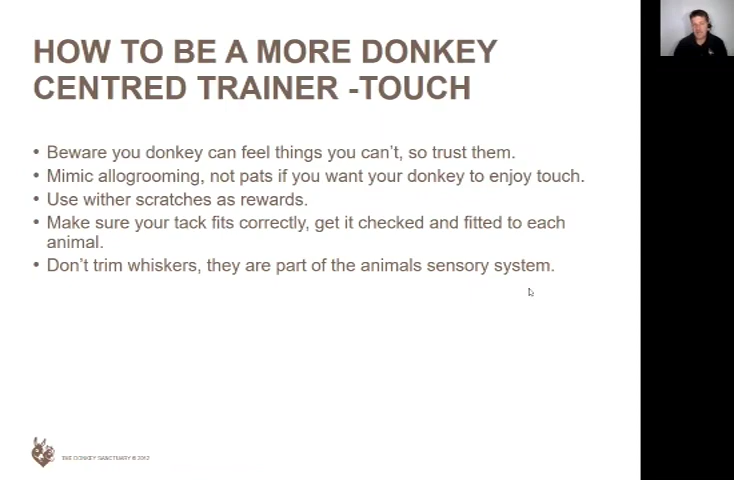 HOW TO BE A MORE DONKEY
CENTRED TRAINER -TOUCH
• Beware you donkey can feel things you can't, so trust them.
• Mimic allogrooming, not pats if you want your donkey to enjoy touch.
• Use wither scratches as rewards.
• Make sure your tack fits correctly, get it checked and fitted to each
animal.
• Don't trim whiskers, they are part of the animals sensory system.
THE DONKEY SANCTUARY ©